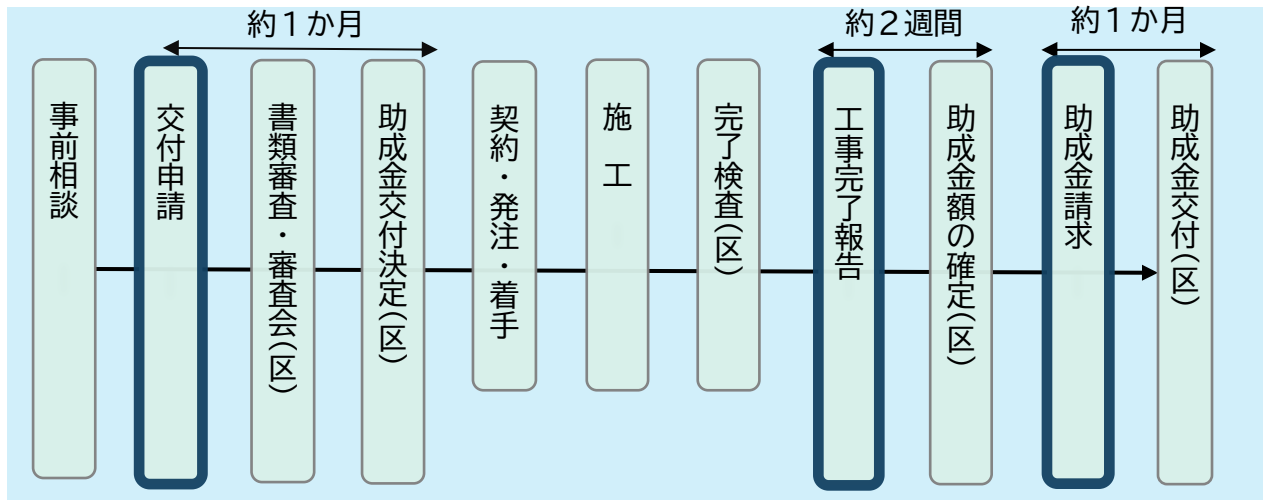 約１か月
約２週間
約１か月
事前相談
交付申請
書類審査・審査会(区)
助成金交付決定(区)
契約・発注・着手
施　工
完了検査(区)
工事完了報告
助成金額の確定(区)
助成金請求
助成金交付(区)